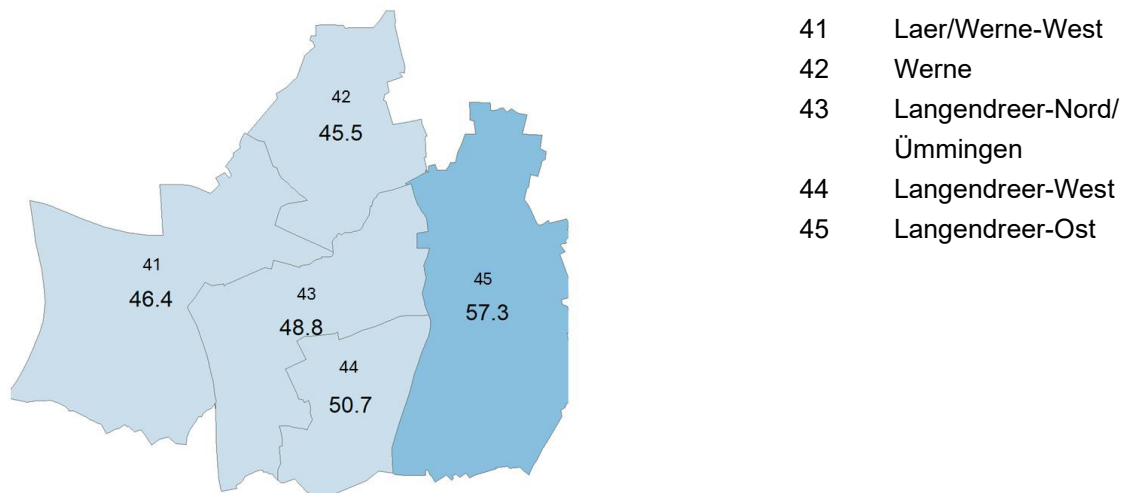 42
45.5
41
46.4
43
48.8
44
50.7
45
57.3
41 Laer/Werne-West
42 Werne
43 Langendreer-Nord/
Ümmingen
44 Langendreer-West
45 Langendreer-Ost